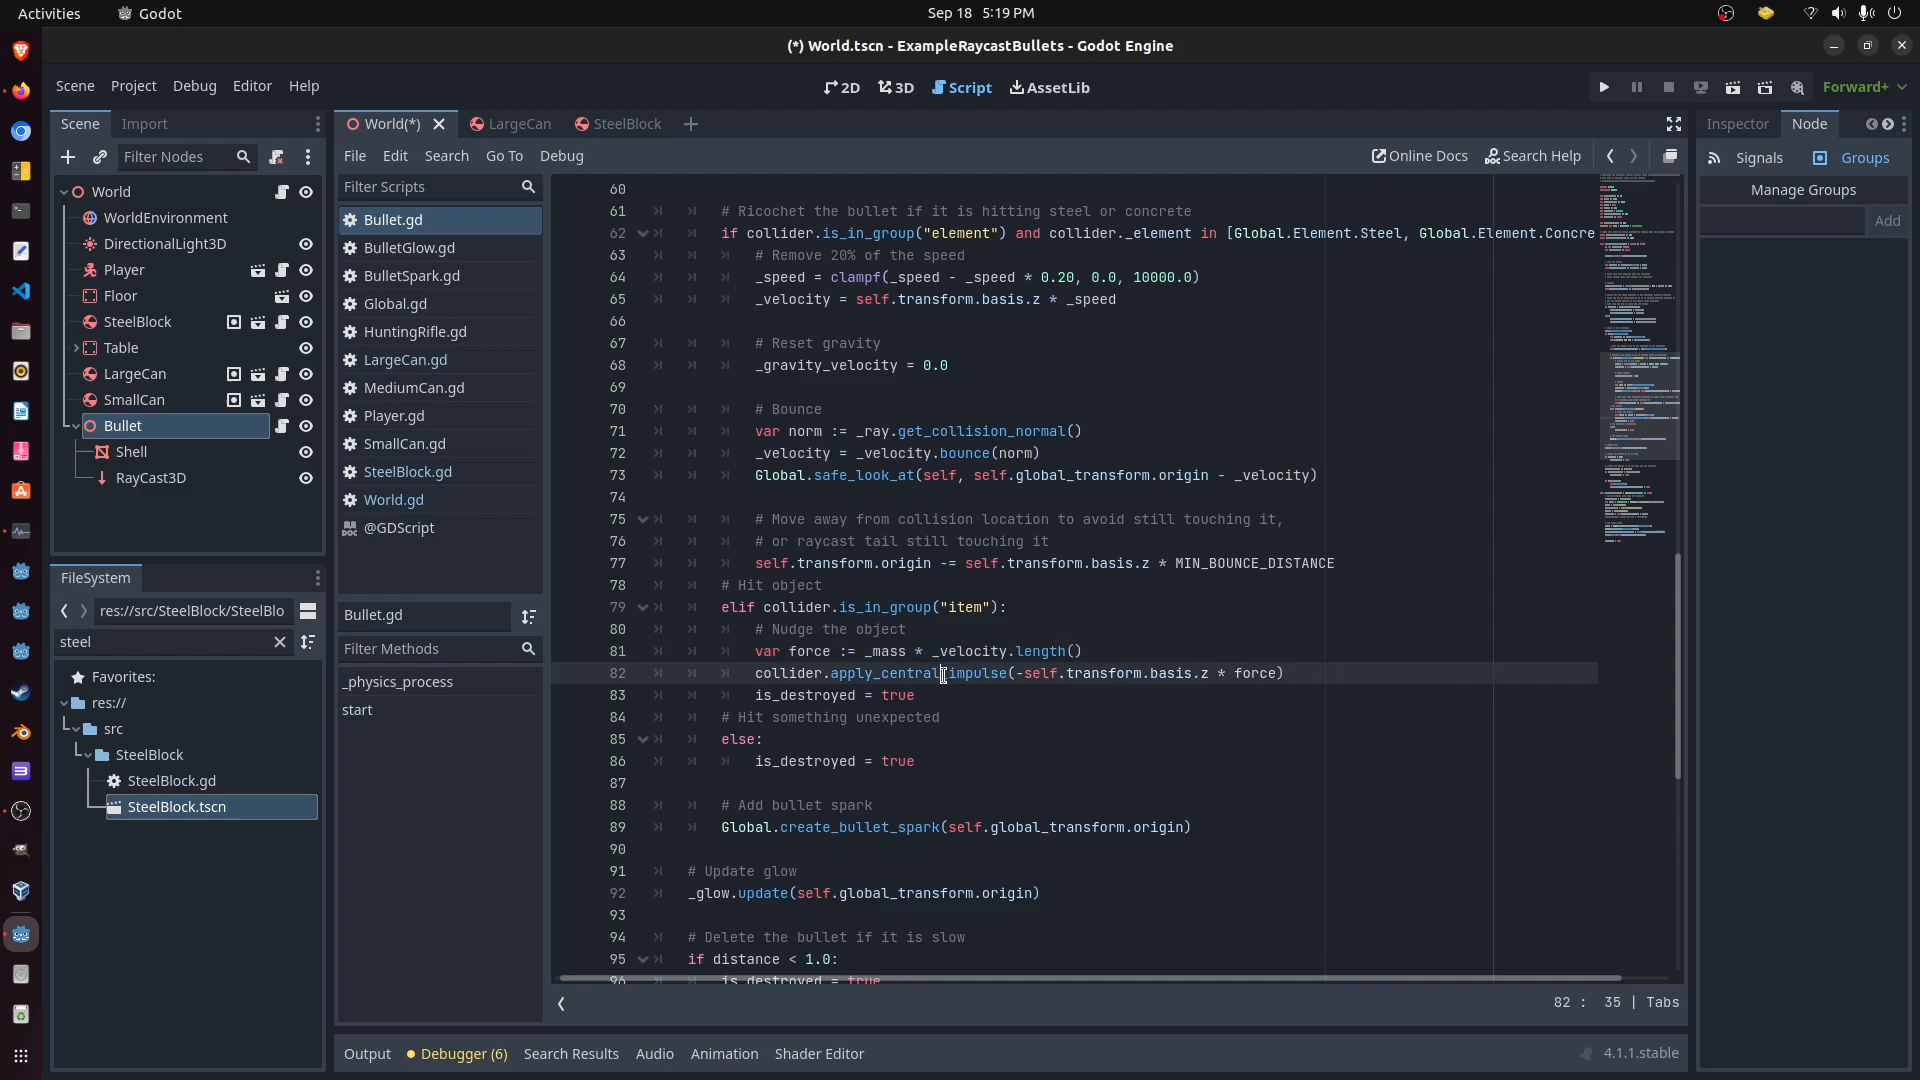 Activities
Godot
Sep 18 5:19 PM
(*) World.tscn - ExampleRaycastBullets - Godot Engine
Scene Project Debug Editor Help
2D 3D Script AssetLib
Forward+
Scene Import
World(*) LargeCan SteelBlock
Inspector Node
Filter Nodes
File Edit Search Go To Debug
Online Docs Search Help
Signals Groups
Manage Groups
Add
World
WorldEnvironment
DirectionalLight3D
Player
Floor
SteelBlock
Table
LargeCan
SmallCan
Bullet
Shell
RayCast3D
FileSystem
res://src/SteelBlock/SteelBlo
steel
Favorites:
res://
src
SteelBlock
SteelBlock.gd
SteelBlock.tscn
Filter Scripts
Bullet.gd
BulletGlow.gd
BulletSpark.gd
Global.gd
HuntingRifle.gd
LargeCan.gd
MediumCan.gd
Player.gd
SmallCan.gd
SteelBlock.gd
World.gd
@GDScript
Bullet.gd
Filter Methods
_physics_process
start
60
61 # Ricochet the bullet if it is hitting steel or concrete
62 if collider.is_in_group("element") and collider._element in [Global.Element.Steel, Global.Element.Concre
63 # Remove 20% of the speed
64 _speed = clampf(_speed - _speed * 0.20, 0.0, 10000.0)
65 _velocity = self.transform.basis.z * _speed
66
67 # Reset gravity
68 _gravity_velocity = 0.0
69
70 # Bounce
71 var norm := _ray.get_collision_normal()
72 _velocity = _velocity.bounce(norm)
73 Global.safe_look_at(self, self.global_transform.origin - _velocity)
74
75 # Move away from collision location to avoid still touching it,
76 # or raycast tail still touching it
77 self.transform.origin -= self.transform.basis.z * MIN_BOUNCE_DISTANCE
78 # Hit object
79 elif collider.is_in_group("item"):
80 # Nudge the object
81 var force := _mass * _velocity.length()
82 collider.apply_central_impulse(-self.transform.basis.z * force)
83 is_destroyed = true
84 # Hit something unexpected
85 else:
86 is_destroyed = true
87
88 # Add bullet spark
89 Global.create_bullet_spark(self.global_transform.origin)
90
91 # Update glow
92 _glow.update(self.global_transform.origin)
93
94 # Delete the bullet if it is slow
95 if distance < 1.0:
96 is_destroyed = true
82 : 35 | Tabs
Output Debugger (6) Search Results Audio Animation Shader Editor
4.1.1.stable